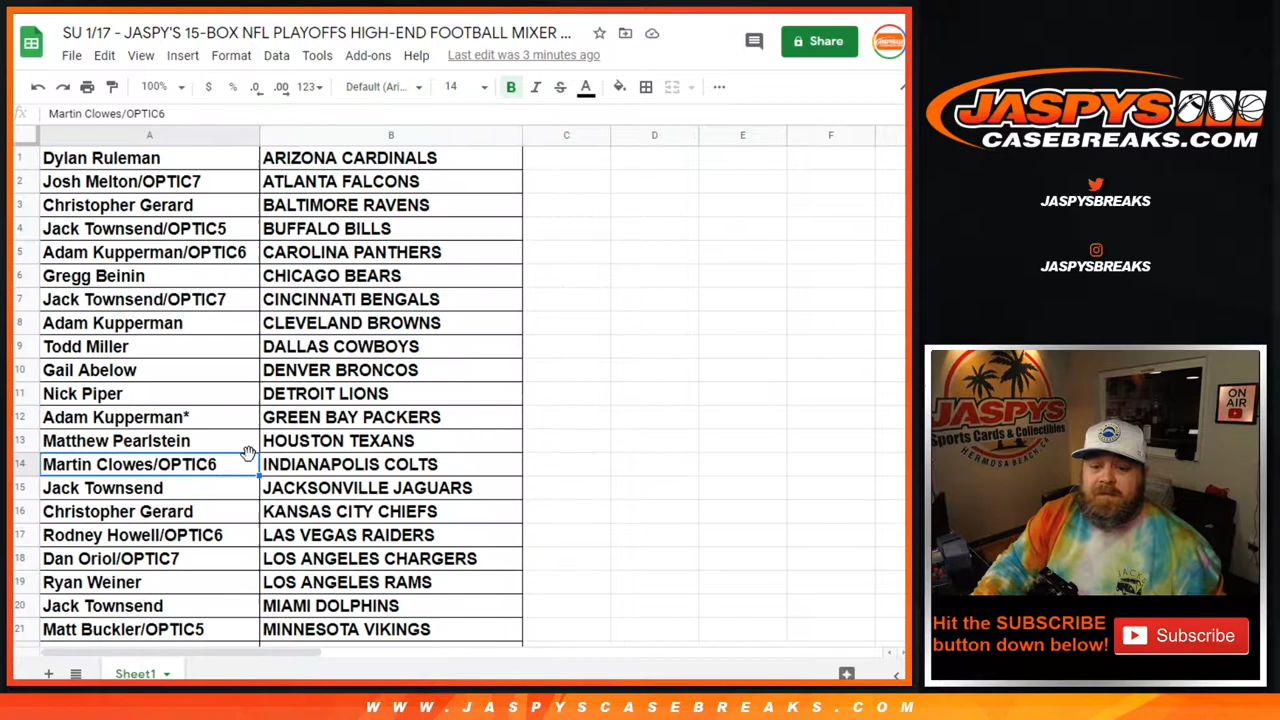 SU 1/17 - JASPY'S 15-BOX NFL PLAYOFFS HIGH-END FOOTBALL MIXER ...
Share
File Edit View Insert Format Data Tools Add-ons Help Last edit was 3 minutes ago
100% $ % .0 .00 123 Default (Ari... 14 B I S A ...
fx Martin Clowes/OPTIC6
A B C D E F
1 Dylan Ruleman ARIZONA CARDINALS
2 Josh Melton/OPTIC7 ATLANTA FALCONS
3 Christopher Gerard BALTIMORE RAVENS
4 Jack Townsend/OPTIC5 BUFFALO BILLS
5 Adam Kupperman/OPTIC6 CAROLINA PANTHERS
6 Gregg Beinin CHICAGO BEARS
7 Jack Townsend/OPTIC7 CINCINNATI BENGALS
8 Adam Kupperman CLEVELAND BROWNS
9 Todd Miller DALLAS COWBOYS
10 Gail Abelow DENVER BRONCOS
11 Nick Piper DETROIT LIONS
12 Adam Kupperman* GREEN BAY PACKERS
13 Matthew Pearlstein HOUSTON TEXANS
14 Martin Clowes/OPTIC6 INDIANAPOLIS COLTS
15 Jack Townsend JACKSONVILLE JAGUARS
16 Christopher Gerard KANSAS CITY CHIEFS
17 Rodney Howell/OPTIC6 LAS VEGAS RAIDERS
18 Dan Oriol/OPTIC7 LOS ANGELES CHARGERS
19 Ryan Weiner LOS ANGELES RAMS
20 Jack Townsend MIAMI DOLPHINS
21 Matt Buckler/OPTIC5 MINNESOTA VIKINGS
Sheet1
JASPYS
CASEBREAKS.COM
JASPYSBREAKS
JASPYSBREAKS
JASPYS
Sports Cards & Collectibles
HERMOSA BEACH, CA
ON
AIR
Hit the SUBSCRIBE
button down below!
Subscribe
WWW.JASPYSCASEBREAKS.COM